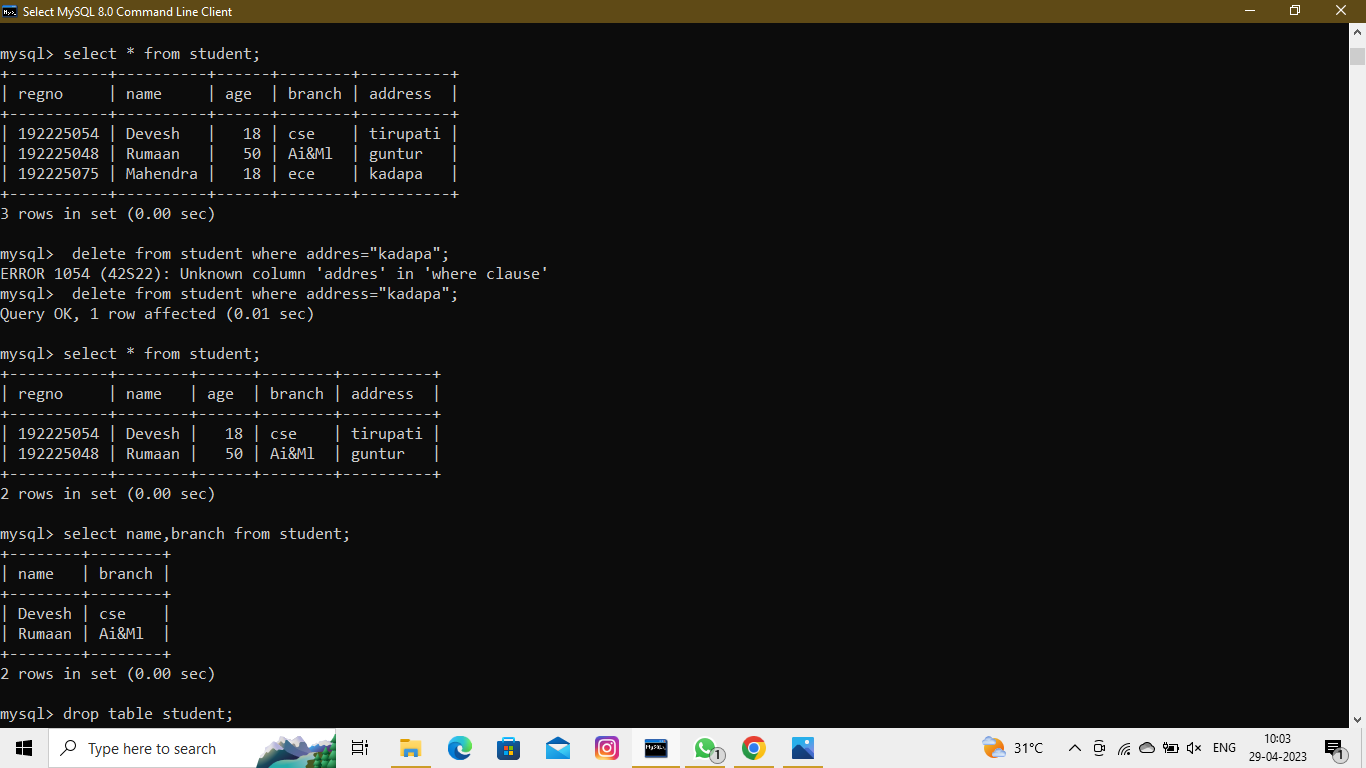 Select MySQL 8.0 Command Line Client
mysql> select * from student;
+-----------+----------+------+--------+----------+
| regno     | name     | age  | branch | address  |
+-----------+----------+------+--------+----------+
| 192225054 | Devesh   |   18 | cse    | tirupati |
| 192225048 | Rumaan   |   50 | Ai&Ml  | guntur   |
| 192225075 | Mahendra |   18 | ece    | kadapa   |
+-----------+----------+------+--------+----------+
3 rows in set (0.00 sec)
mysql>  delete from student where addres="kadapa";
ERROR 1054 (42S22): Unknown column 'addres' in 'where clause'
mysql>  delete from student where address="kadapa";
Query OK, 1 row affected (0.01 sec)
mysql> select * from student;
+-----------+--------+------+--------+----------+
| regno     | name   | age  | branch | address  |
+-----------+--------+------+--------+----------+
| 192225054 | Devesh |   18 | cse    | tirupati |
| 192225048 | Rumaan |   50 | Ai&Ml  | guntur   |
+-----------+--------+------+--------+----------+
2 rows in set (0.00 sec)
mysql> select name,branch from student;
+--------+--------+
| name   | branch |
+--------+--------+
| Devesh | cse    |
| Rumaan | Ai&Ml  |
+--------+--------+
2 rows in set (0.00 sec)
mysql> drop table student;
Type here to search
MySQL
1
31°C
ENG
10:03
29-04-2023
1